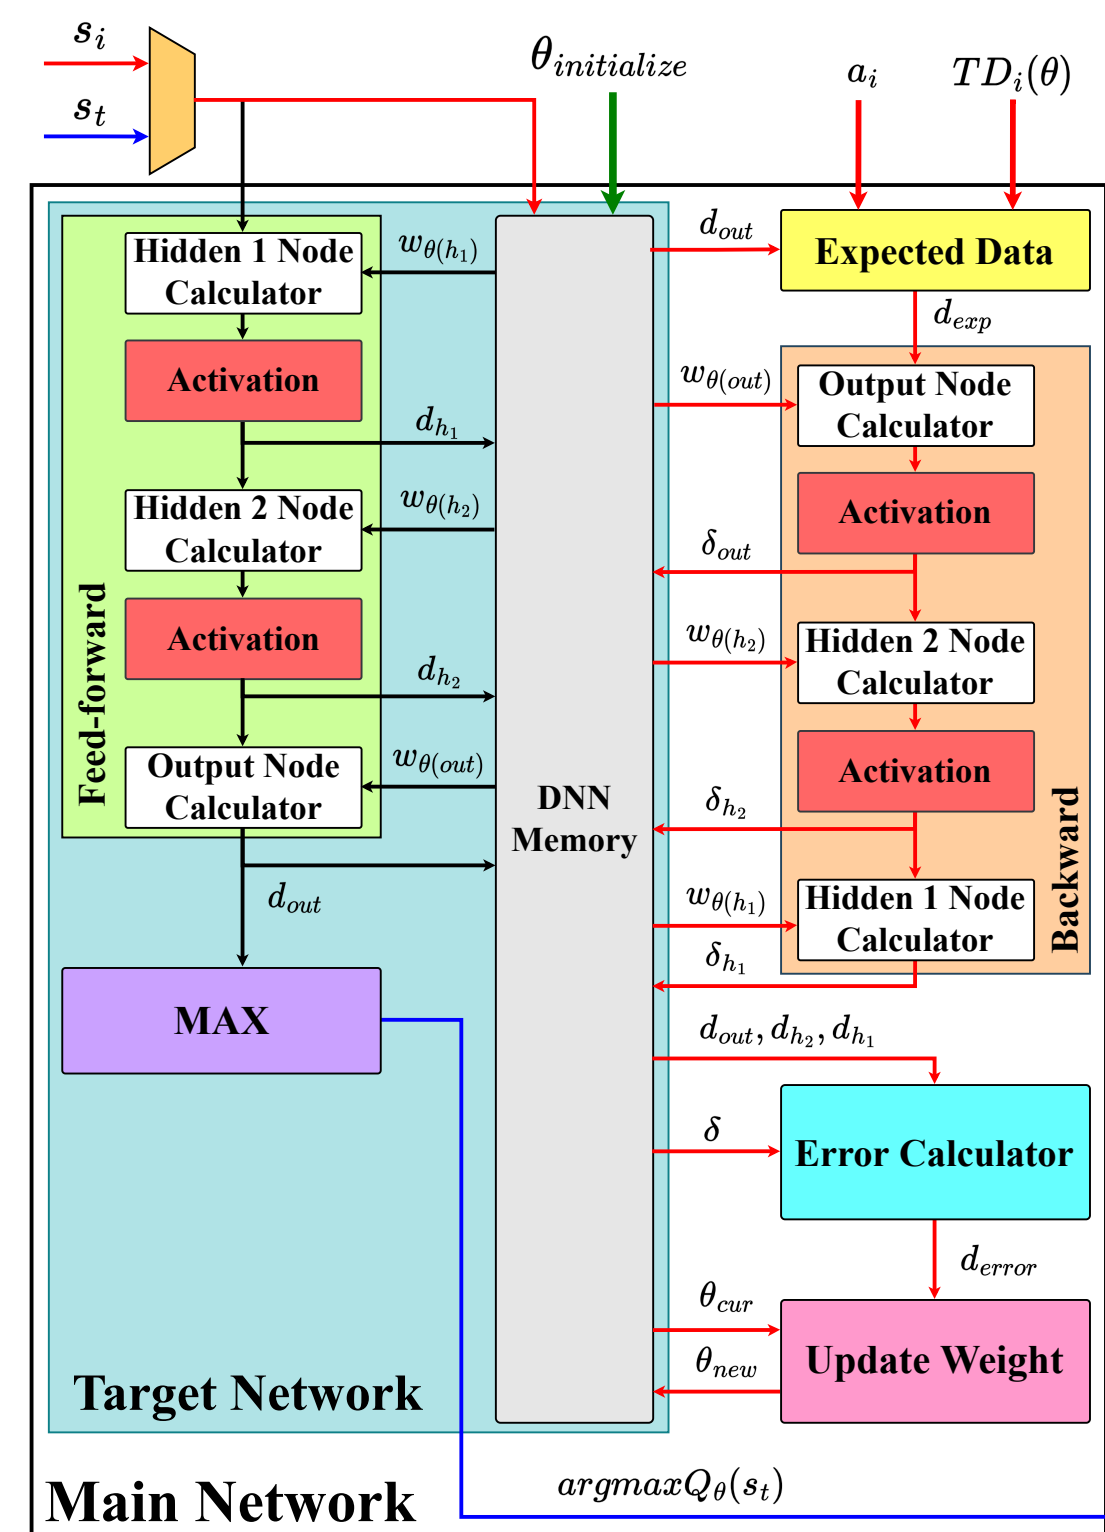 s_i
s_t
θ_initialize
a_i
TD_i(θ)
Hidden 1 Node
Calculator
w_θ(h_1)
Activation
d_h_1
Hidden 2 Node
Calculator
w_θ(h_2)
Activation
d_h_2
Output Node
Calculator
w_θ(out)
Feed-forward
d_out
MAX
DNN
Memory
d_out
Expected Data
d_exp
w_θ(out)
Output Node
Calculator
Activation
δ_out
w_θ(h_2)
Hidden 2 Node
Calculator
Activation
δ_h_2
w_θ(h_1)
Hidden 1 Node
Calculator
δ_h_1
Backward
d_out, d_h_2, d_h_1
δ
Error Calculator
d_error
θ_cur
θ_new
Update Weight
Target Network
argmaxQ_θ(s_t)
Main Network